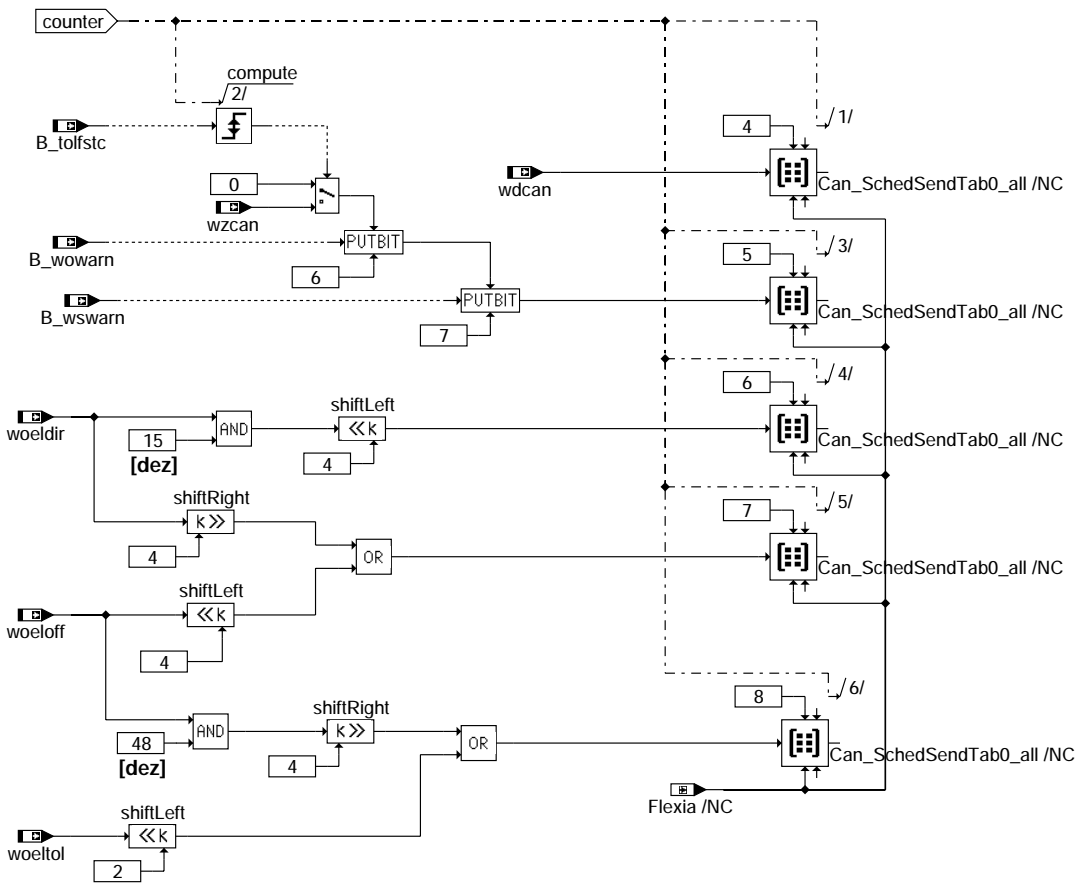 counter
compute
2/
1/
B_tolfstc
4
wdcan
Can_SchedSendTab0_all /NC
0
wzcan
3/
B_wowarn
PUTBIT
5
6
B_wswarn
PUTBIT
Can_SchedSendTab0_all /NC
7
4/
6
woeldir
shiftLeft
AND
<<k
15
[dez]
4
Can_SchedSendTab0_all /NC
shiftRight
5/
k>>
7
4
OR
Can_SchedSendTab0_all /NC
shiftLeft
woeloff
<<k
4
6/
8
shiftRight
AND
k>>
OR
48
[dez]
4
Can_SchedSendTab0_all /NC
Flexia /NC
shiftLeft
woeltol
<<k
2